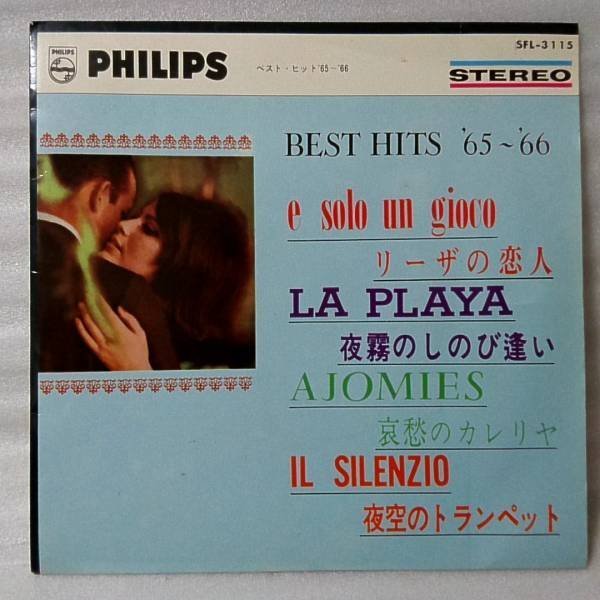 SFL-3115
PHILIPS
PHILIPS
ベスト・ヒット'65~'66
STEREO
BEST HITS '65~'66
e solo un gioco
リーザの恋人
LA PLAYA
夜霧のしのび逢い
AJOMIES
哀愁のカレリヤ
IL SILENZIO
夜空のトランペット